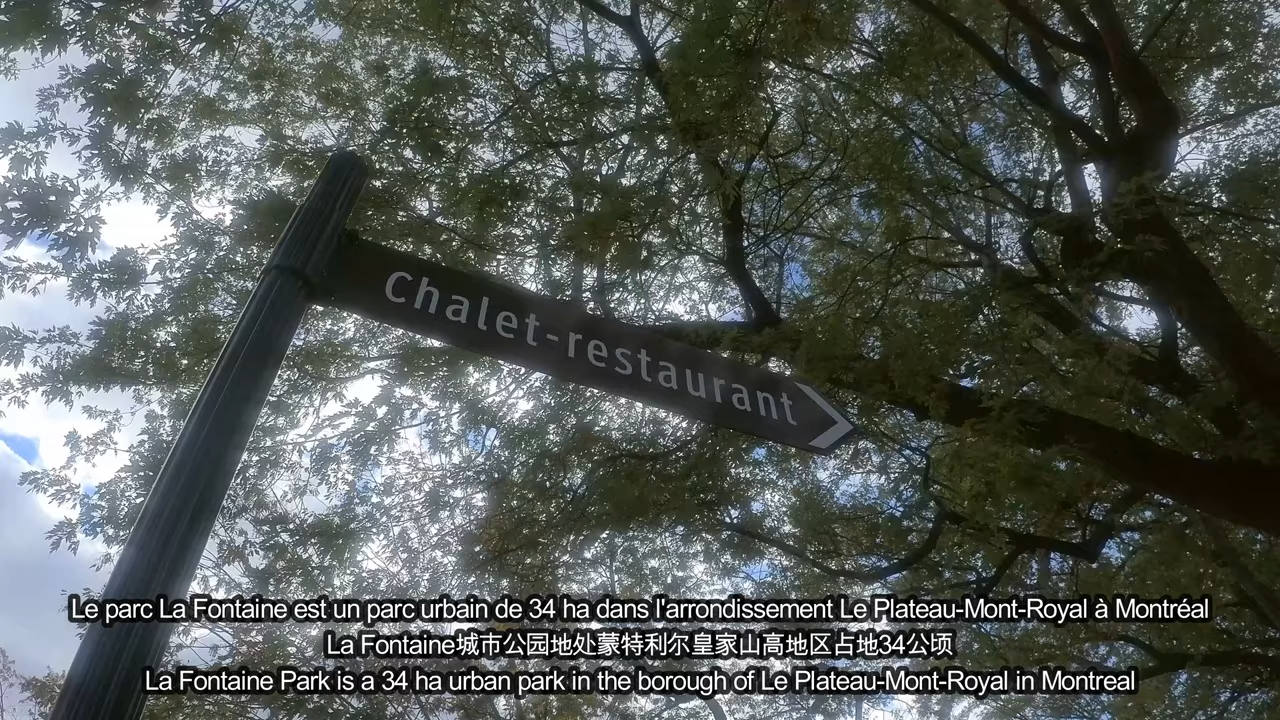 Chalet-restaurant
Le parc La Fontaine est un parc urbain de 34 ha dans l'arrondissement Le Plateau-Mont-Royal à Montréal
La Fontaine城市公园地处蒙特利尔皇家山高地区占地34公顷
La Fontaine Park is a 34 ha urban park in the borough of Le Plateau-Mont-Royal in Montreal